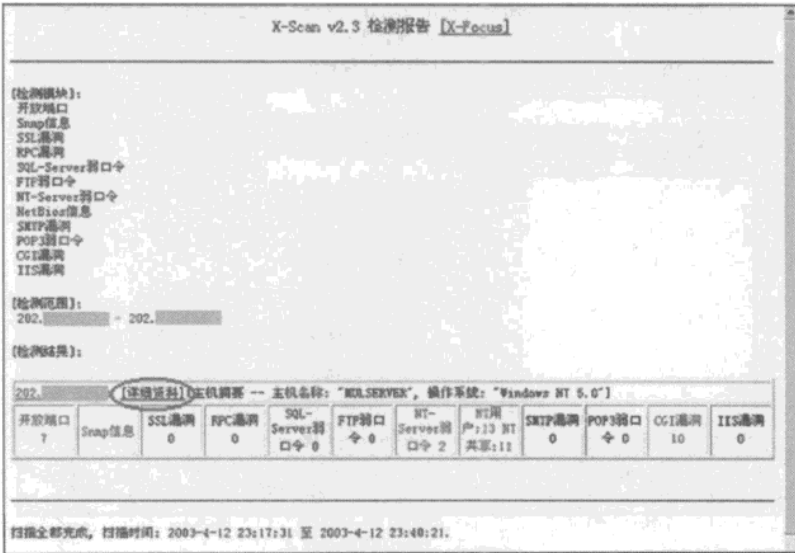 X-Scan v2.3 检测报告 [X-Focus]
[检测模块]:
开放端口
Snmp信息
SSL漏洞
RPC漏洞
SQL-Server弱口令
FTP弱口令
NT-Server弱口令
NetBios信息
SMTP漏洞
POP3弱口令
CGI漏洞
IIS漏洞
[检测范围]:
202. - 202.
[检测结果]:
202. [详细资料] (主机摘要 -- 主机名称: "MDLSERVER", 操作系统: "Windows NT 5.0"]
开放端口 7
Snmp信息
SSL漏洞 0
RPC漏洞 0
SQL-Server弱口令 0
FTP弱口令 0
NT-Server弱口令 2
NT用户:13 NT共享:11
SMTP漏洞 0
POP3弱口令 0
CGI漏洞 10
IIS漏洞 0
扫描全部完成, 扫描时间: 2003-4-12 23:17:31 至 2003-4-12 23:40:21.